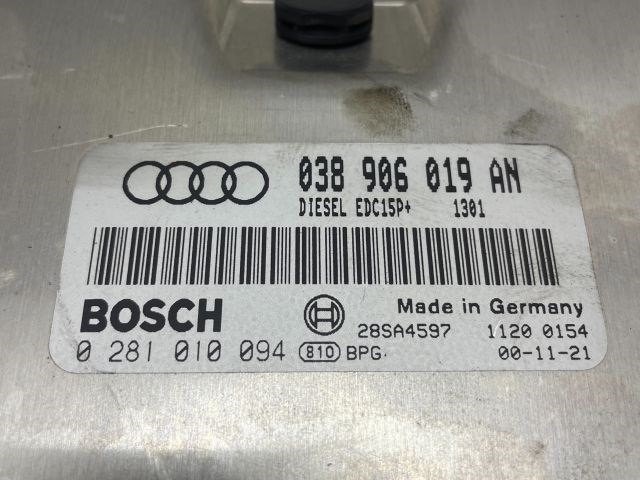 038 906 019 AN
DIESEL EDC15P+ 1301
BOSCH
Made in Germany
28SA4597 1120 0154
0 281 010 094 810 BPG. 00-11-21